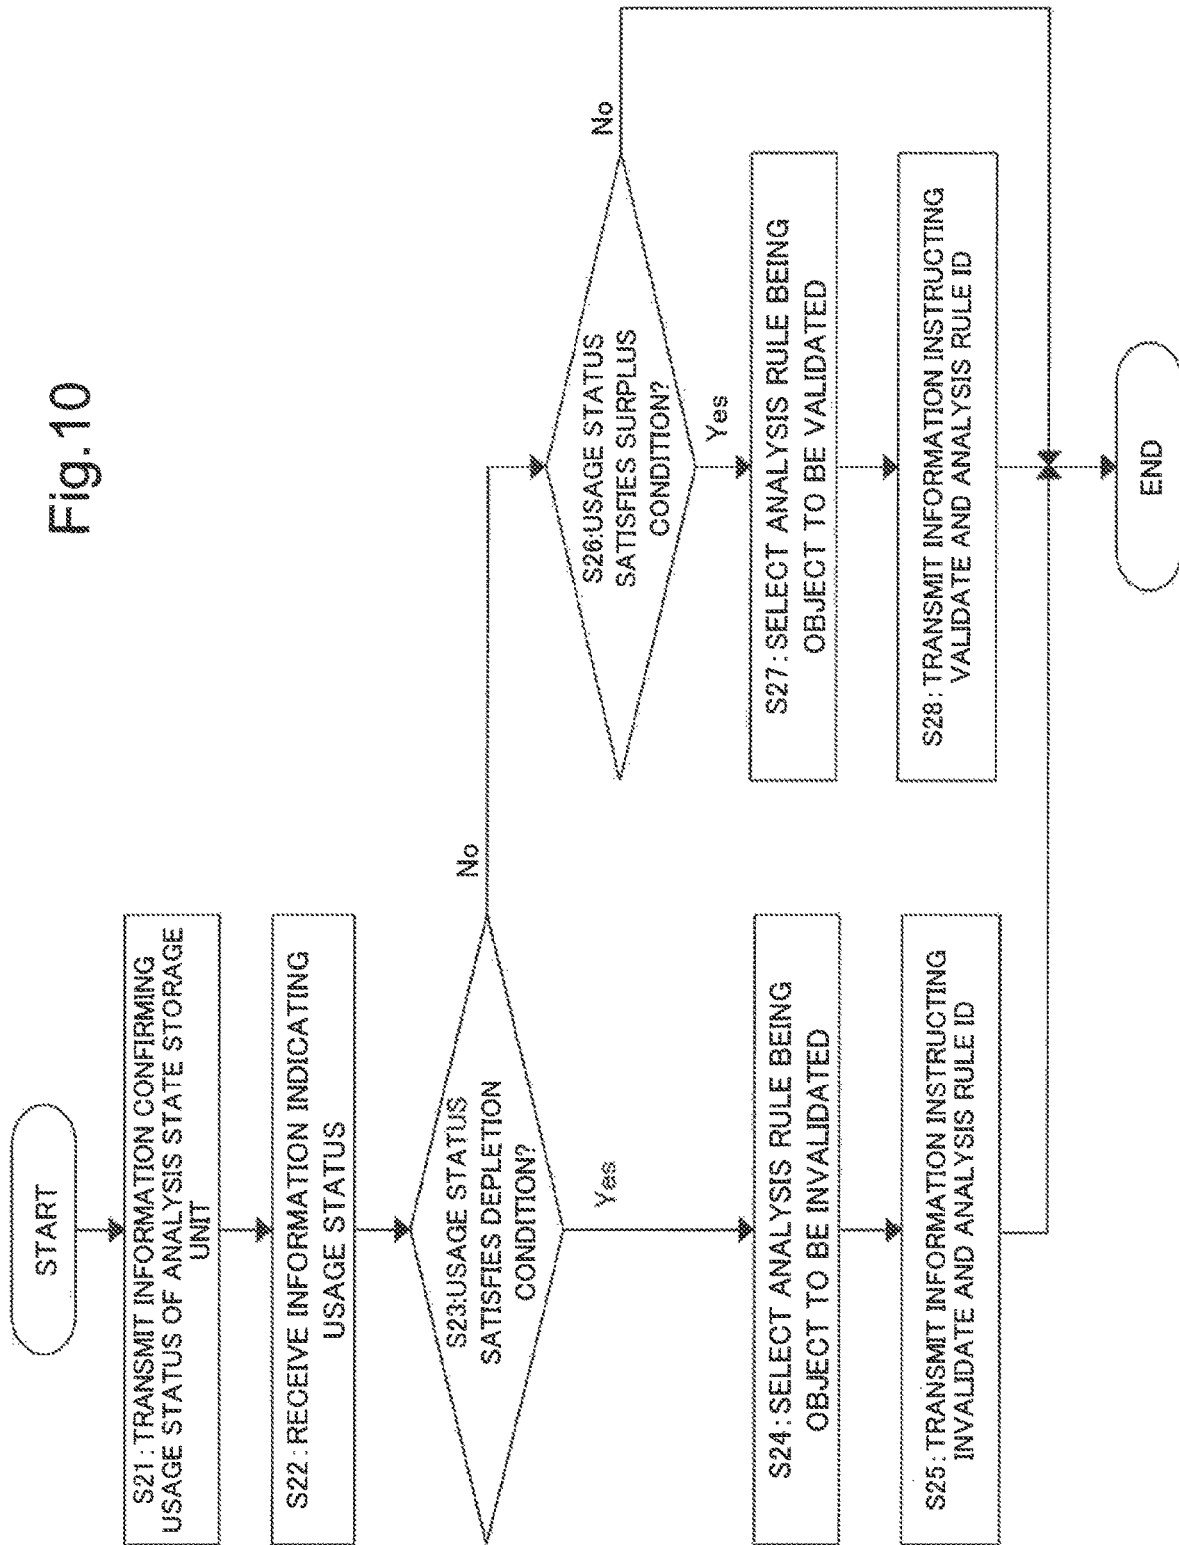 Fig.10
START
S21 : TRANSMIT INFORMATION CONFIRMING
USAGE STATUS OF ANALYSIS STATE STORAGE
UNIT
S22 : RECEIVE INFORMATION INDICATING
USAGE STATUS
S23:USAGE STATUS
SATISFIES DEPLETION
CONDITION?
No
Yes
S24 : SELECT ANALYSIS RULE BEING
OBJECT TO BE INVALIDATED
S25 : TRANSMIT INFORMATION INSTRUCTING
INVALIDATE AND ANALYSIS RULE ID
S26:USAGE STATUS
SATISFIES SURPLUS
CONDITION?
No
Yes
S27 : SELECT ANALYSIS RULE BEING
OBJECT TO BE VALIDATED
S28 : TRANSMIT INFORMATION INSTRUCTING
VALIDATE AND ANALYSIS RULE ID
END